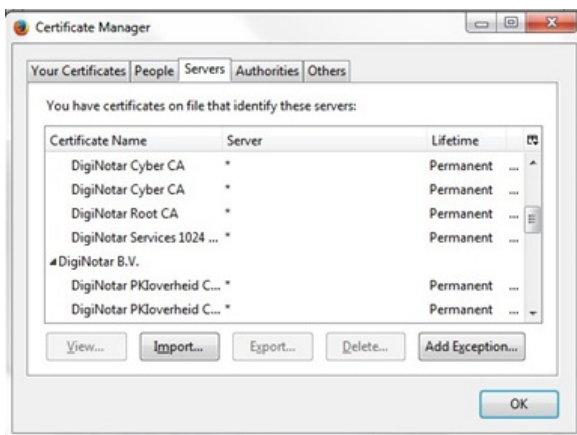 Certificate Manager
Your Certificates People Servers Authorities Others
You have certificates on file that identify these servers:
Certificate Name Server Lifetime
DigiNotar Cyber CA * Permanent ...
DigiNotar Cyber CA * Permanent ...
DigiNotar Root CA * Permanent ...
DigiNotar Services 1024 ... * Permanent ...
DigiNotar B.V.
DigiNotar PKIoverheid C... * Permanent ...
DigiNotar PKIoverheid C... * Permanent ...
View... Import... Export... Delete... Add Exception...
OK